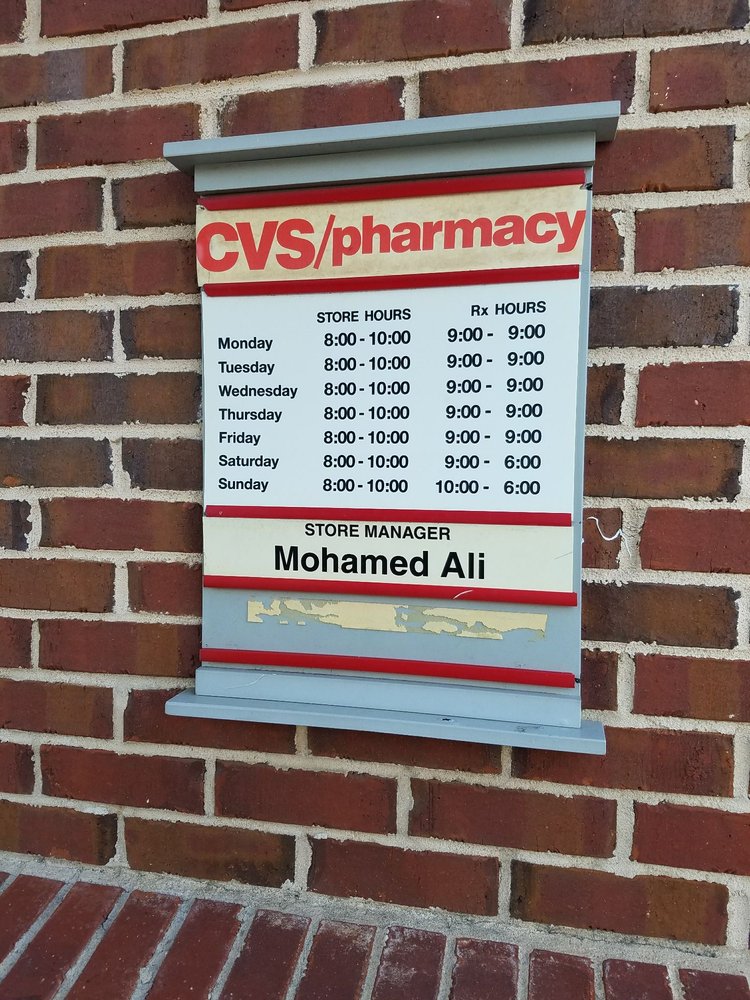 CVS/pharmacy
STORE HOURS Rx HOURS
Monday 8:00 - 10:00 9:00 - 9:00
Tuesday 8:00 - 10:00 9:00 - 9:00
Wednesday 8:00 - 10:00 9:00 - 9:00
Thursday 8:00 - 10:00 9:00 - 9:00
Friday 8:00 - 10:00 9:00 - 9:00
Saturday 8:00 - 10:00 9:00 - 6:00
Sunday 8:00 - 10:00 10:00 - 6:00
STORE MANAGER
Mohamed Ali